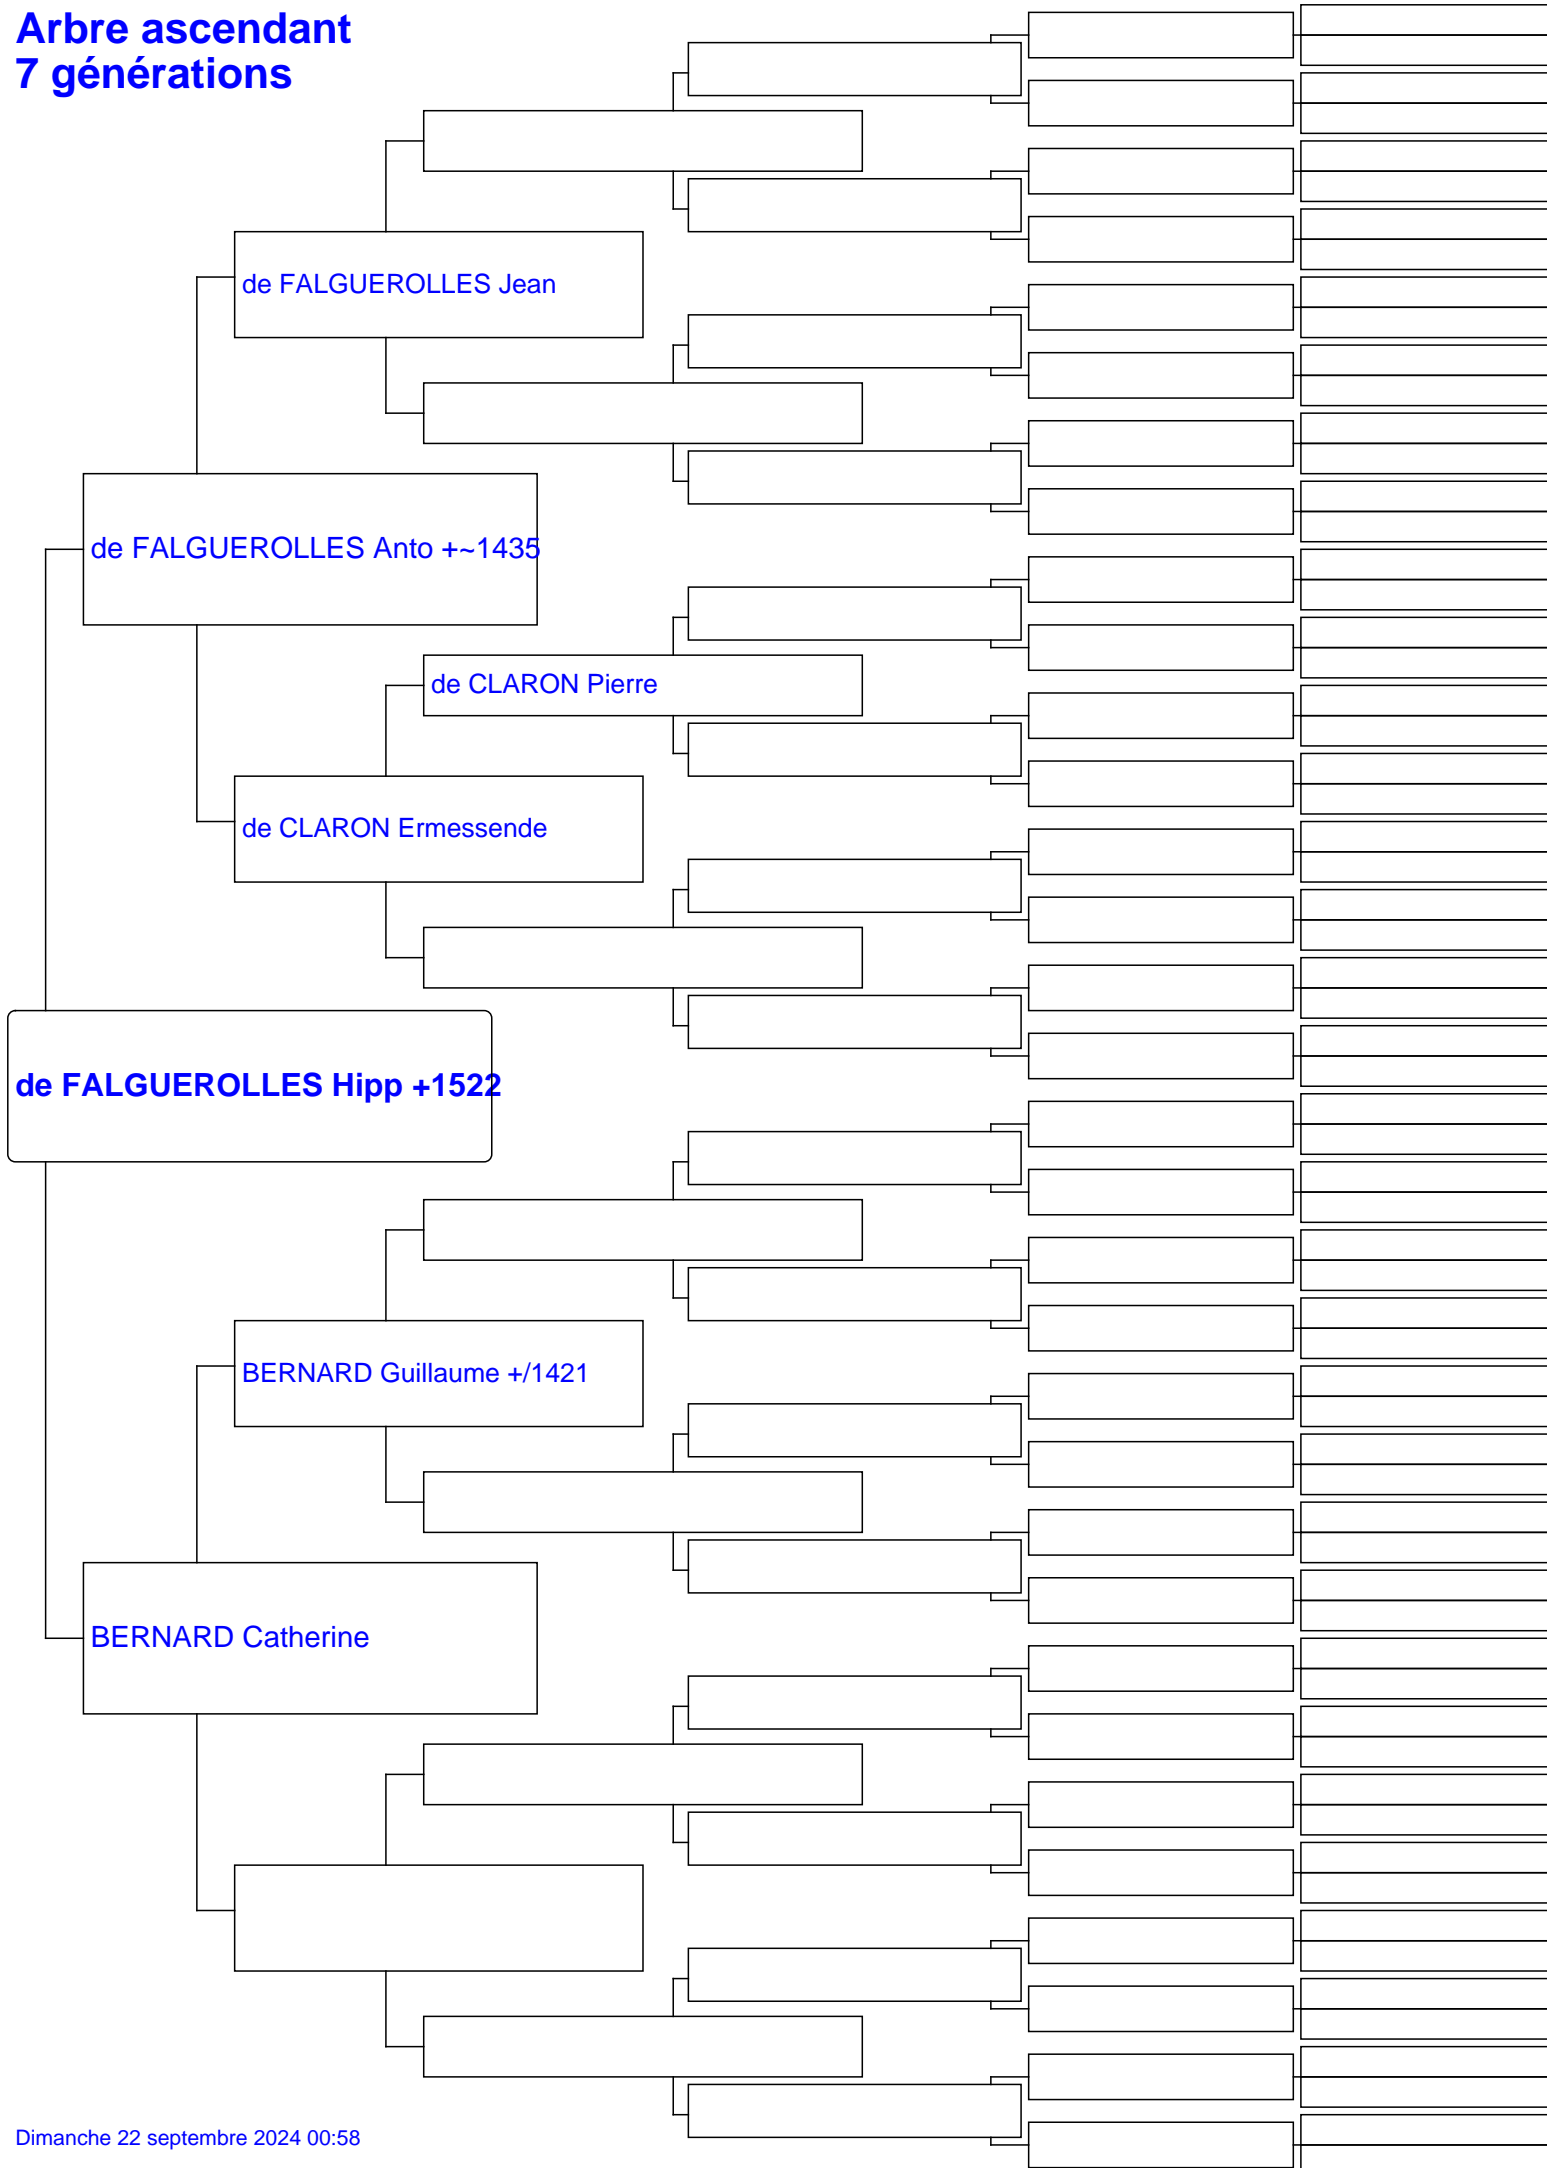 Arbre ascendant
7 générations
de FALGUEROLLES Jean
de FALGUEROLLES Anto +~1435
de CLARON Pierre
de CLARON Ermessende
de FALGUEROLLES Hipp +1522
BERNARD Guillaume +/1421
BERNARD Catherine
Dimanche 22 septembre 2024 00:58